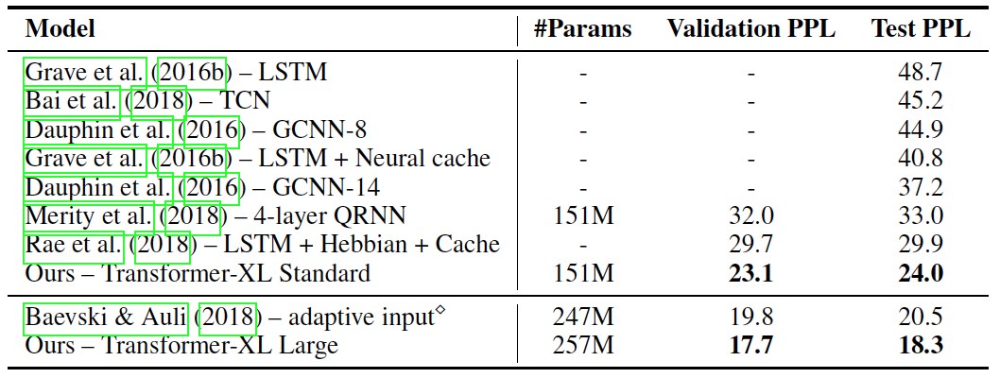 Model #Params Validation PPL Test PPL
Grave et al. (2016b) – LSTM - - 48.7
Bai et al. (2018) – TCN - - 45.2
Dauphin et al. (2016) – GCNN-8 - - 44.9
Grave et al. (2016b) – LSTM + Neural cache - - 40.8
Dauphin et al. (2016) – GCNN-14 - - 37.2
Merity et al. (2018) – 4-layer QRNN 151M 32.0 33.0
Rae et al. (2018) – LSTM + Hebbian + Cache - 29.7 29.9
Ours – Transformer-XL Standard 151M 23.1 24.0
Baevski & Auli (2018) – adaptive input⋄ 247M 19.8 20.5
Ours – Transformer-XL Large 257M 17.7 18.3